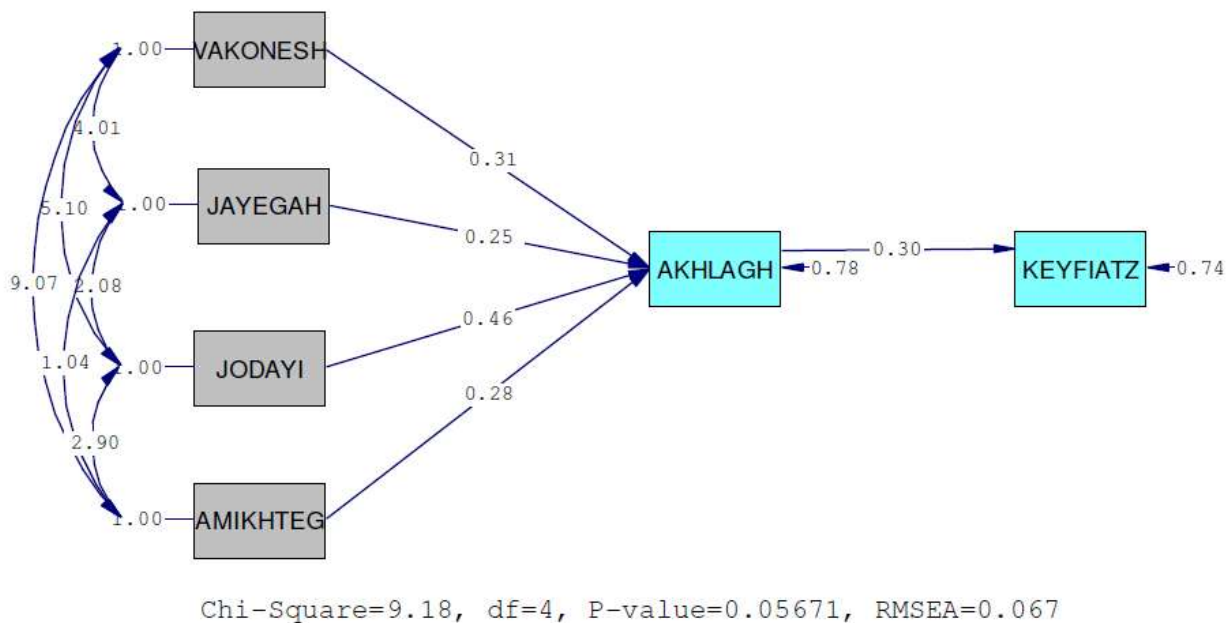 1.00
VAKONESH
4.01
0.31
1.00
JAYEGAH
5.10
0.25
AKHLAGH
0.78
0.30
KEYFIATZ
0.74
9.07
2.08
0.46
1.04
1.00
JODAYI
0.28
2.90
1.00
AMIKHTEG
Chi-Square=9.18, df=4, P-value=0.05671, RMSEA=0.067